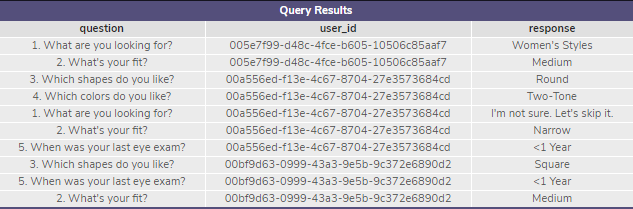 Query Results
question user_id response
1. What are you looking for? 005e7f99-d48c-4fce-b605-10506c85aaf7 Women's Styles
2. What's your fit? 005e7f99-d48c-4fce-b605-10506c85aaf7 Medium
3. Which shapes do you like? 00a556ed-f13e-4c67-8704-27e3573684cd Round
4. Which colors do you like? 00a556ed-f13e-4c67-8704-27e3573684cd Two-Tone
1. What are you looking for? 00a556ed-f13e-4c67-8704-27e3573684cd I'm not sure. Let's skip it.
2. What's your fit? 00a556ed-f13e-4c67-8704-27e3573684cd Narrow
5. When was your last eye exam? 00a556ed-f13e-4c67-8704-27e3573684cd <1 Year
3. Which shapes do you like? 00bf9d63-0999-43a3-9e5b-9c372e6890d2 Square
5. When was your last eye exam? 00bf9d63-0999-43a3-9e5b-9c372e6890d2 <1 Year
2. What's your fit? 00bf9d63-0999-43a3-9e5b-9c372e6890d2 Medium